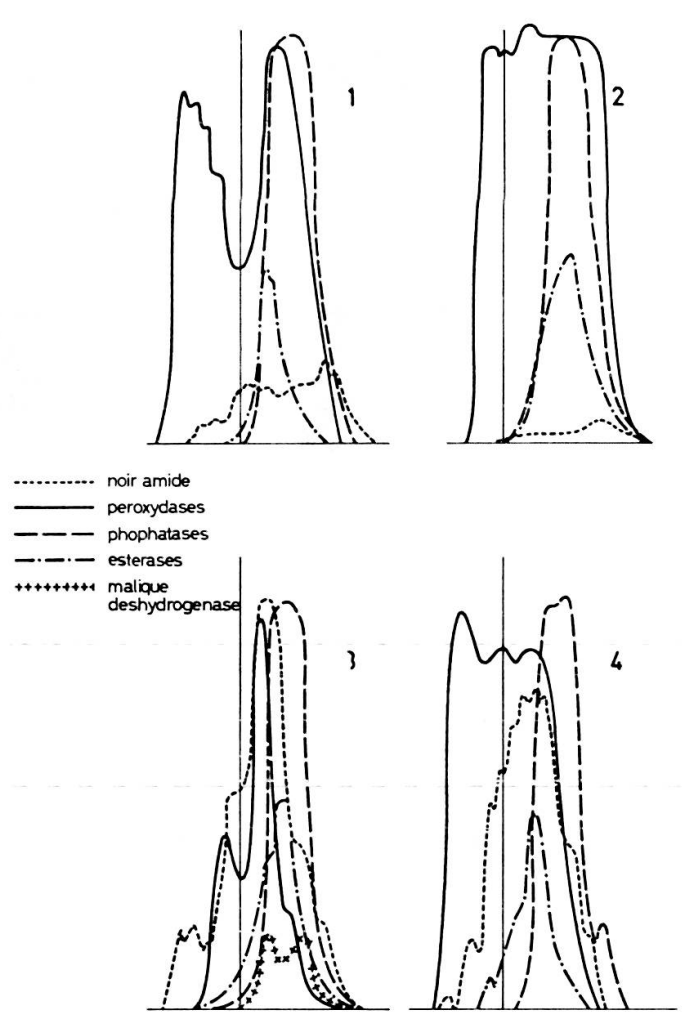 1
2
noir amide
peroxydases
phophatases
esterases
malique
deshydrogenase
3
4